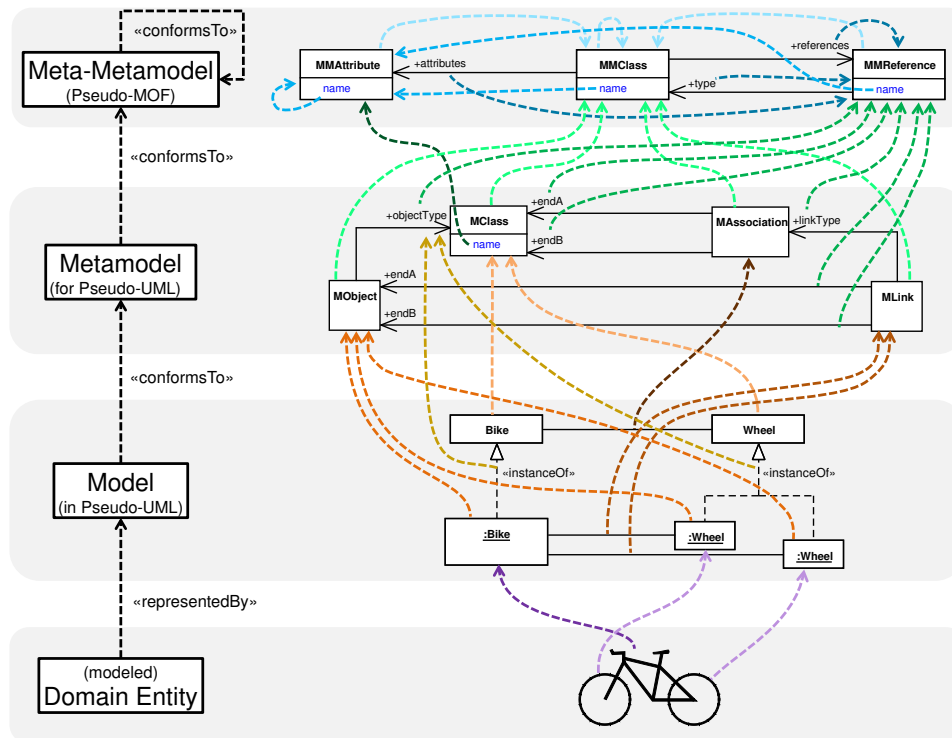 «conformsTo»
Meta-Metamodel
(Pseudo-MOF)
MMAttribute
name
+attributes
MMClass
name
+references
+type
MMReference
name
«conformsTo»
Metamodel
(for Pseudo-UML)
+objectType
MClass
name
+endA
+endB
MAssociation
+linkType
MObject
+endA
+endB
MLink
«conformsTo»
Model
(in Pseudo-UML)
Bike
Wheel
«instanceOf»
«instanceOf»
:Bike
:Wheel
:Wheel
«representedBy»
(modeled)
Domain Entity